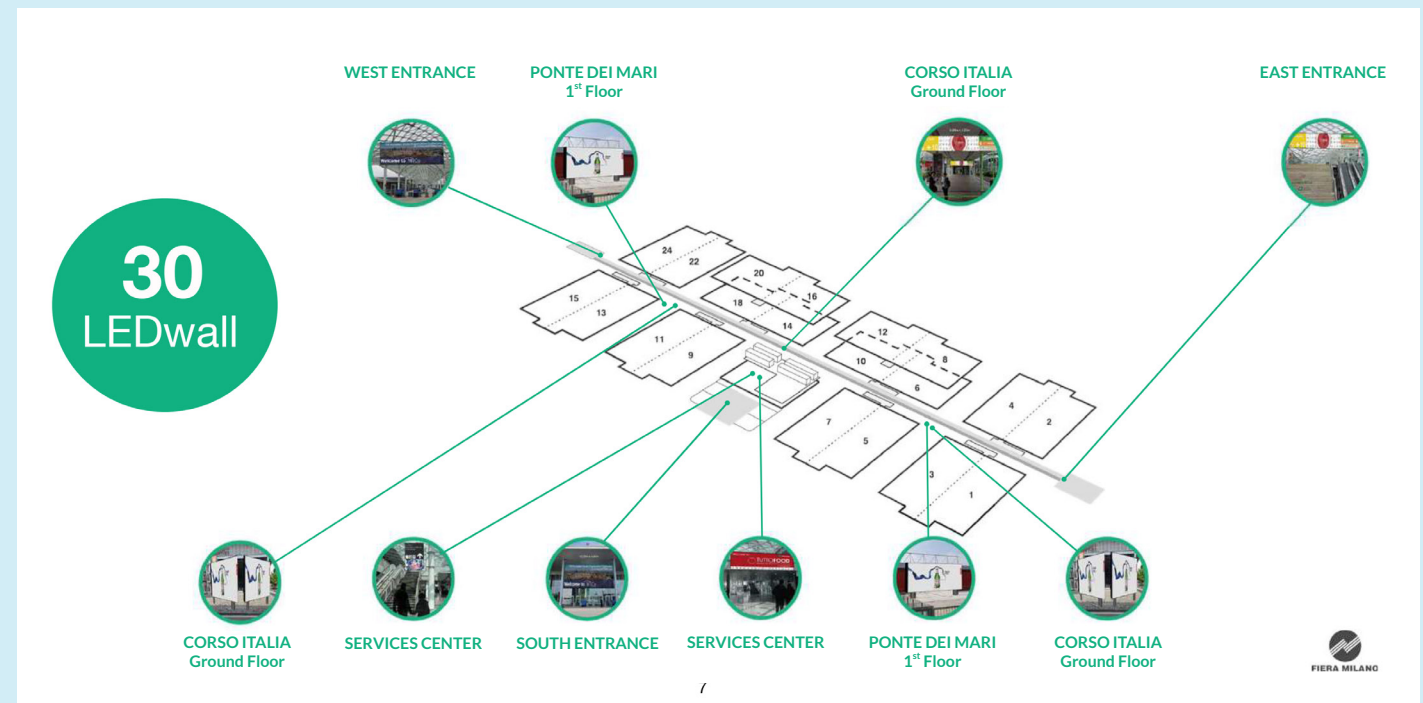 WEST ENTRANCE
PONTE DEI MARI
1st Floor
CORSO ITALIA
Ground Floor
EAST ENTRANCE
30
LEDwall
24
22
20
16
18
14
15
13
11
9
12
8
10
6
4
2
7
5
3
1
Welcome to
TUTTOFOOD
CORSO ITALIA
Ground Floor
SERVICES CENTER
SOUTH ENTRANCE
SERVICES CENTER
PONTE DEI MARI
1st Floor
CORSO ITALIA
Ground Floor
FIERA MILANO
7